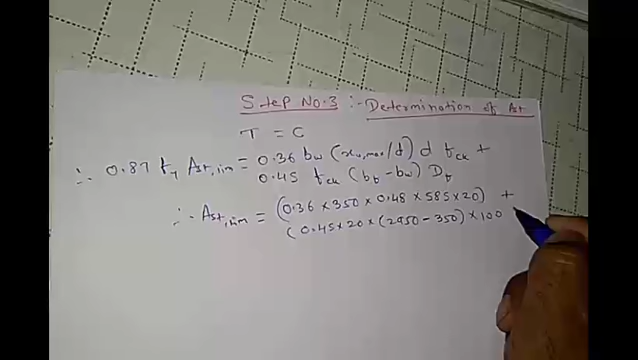 Step No.3 :- Determination of Ast
T = C
∴ 0.87 fy Ast,lim = 0.36 bw (xu,max/d) d fck +
0.45 fck (bf - bw) Df
∴ Ast,lim = (0.36 × 350 × 0.48 × 585 × 20) +
(0.45 × 20 × (2950 - 350) × 100